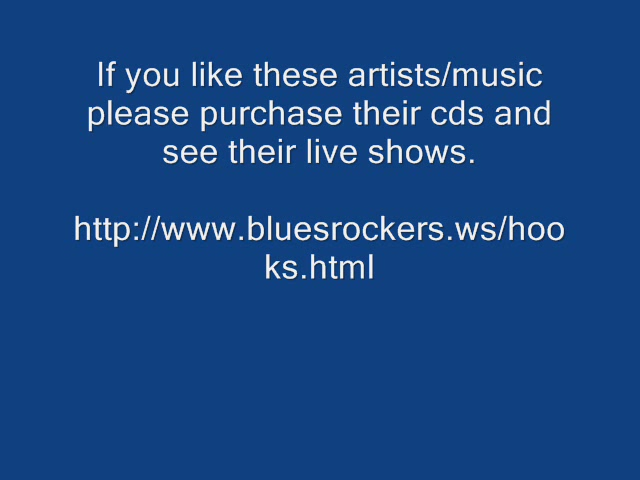 If you like these artists/music
please purchase their cds and
see their live shows.
http://www.bluesrockers.ws/hoo
ks.html